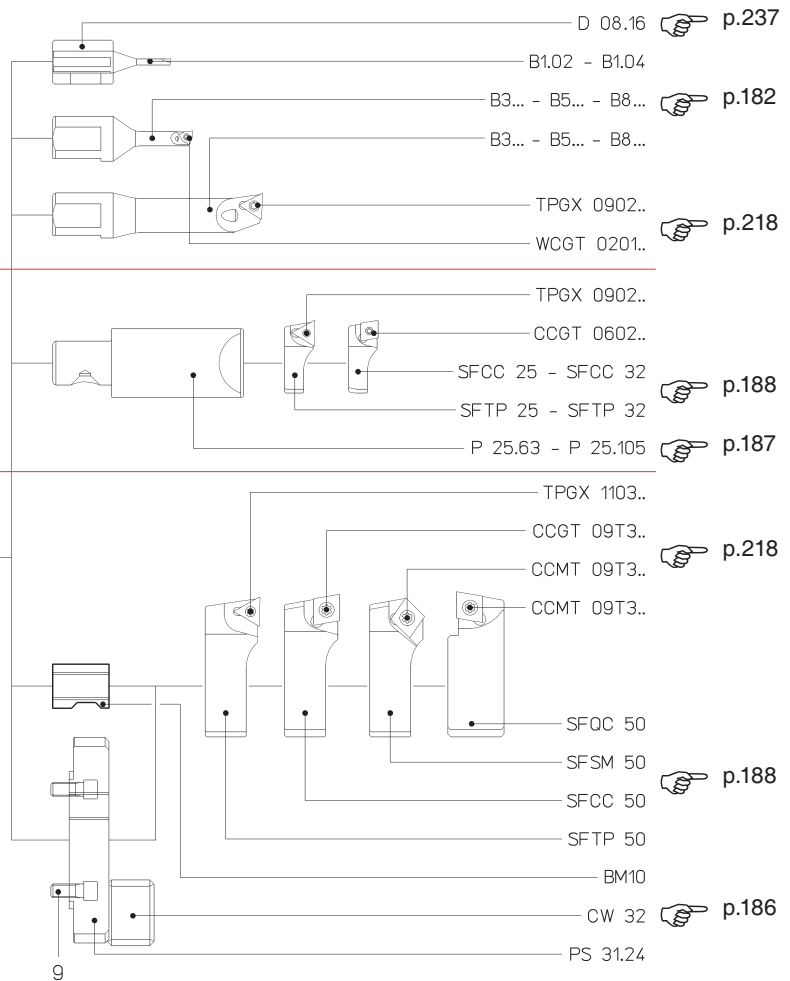 D 08.16 p.237
B1.02 - B1.04
B3... - B5... - B8... p.182
B3... - B5... - B8...
TPGX 0902..
p.218
WCGT 0201..
TPGX 0902..
CCGT 0602..
SFCC 25 - SFCC 32
p.188
SFTP 25 - SFTP 32
P 25.63 - P 25.105 p.187
TPGX 1103..
CCGT 09T3..
p.218
CCMT 09T3..
CCMT 09T3..
SFQC 50
SFSM 50
p.188
SFCC 50
SFTP 50
BM10
CW 32 p.186
PS 31.24
9